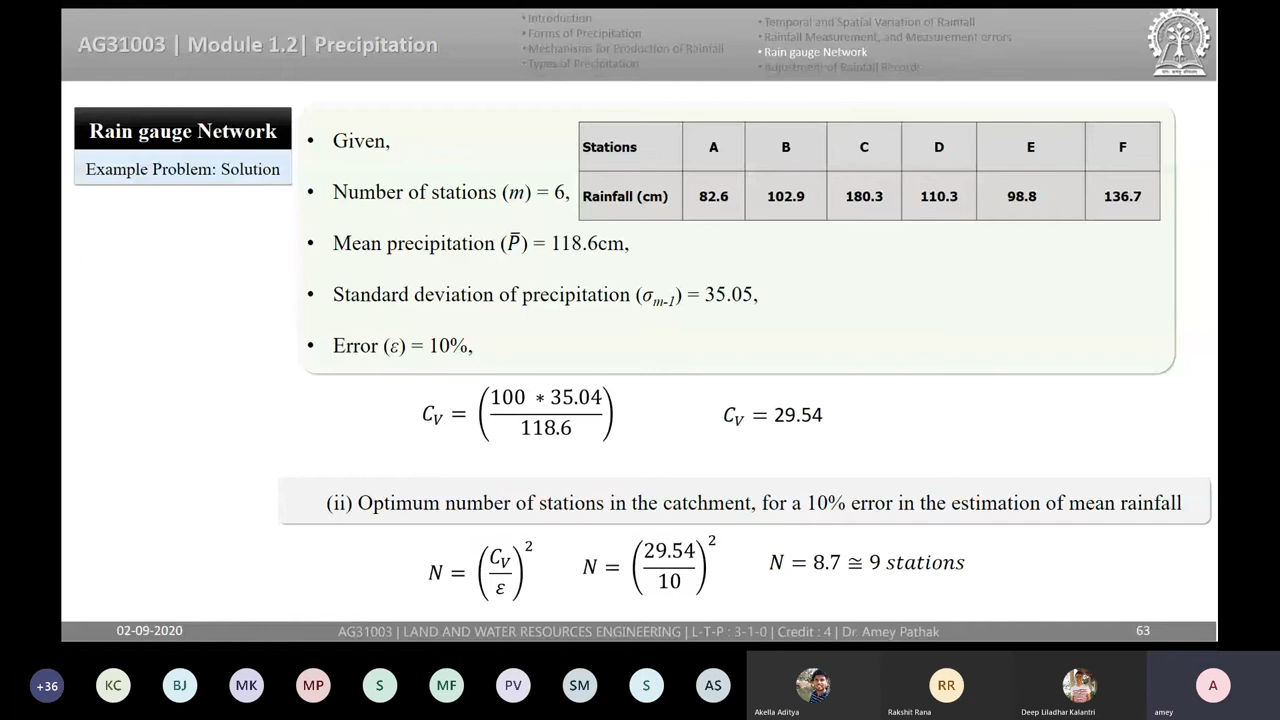 AG31003 | Module 1.2| Precipitation
•Introduction
•Forms of Precipitation
•Mechanisms for Production of Rainfall
•Types of Precipitation
•Temporal and Spatial Variation of Rainfall
•Rainfall Measurement, and Measurement errors
•Rain gauge Network
•Adjustment of Rainfall Records
Rain gauge Network
Example Problem: Solution
• Given,
• Number of stations (m) = 6,
• Mean precipitation (P̅) = 118.6cm,
• Standard deviation of precipitation (σm-1) = 35.05,
• Error (ε) = 10%,
Stations A B C D E F
Rainfall (cm) 82.6 102.9 180.3 110.3 98.8 136.7
C_V = (100 * 35.04 / 118.6) C_V = 29.54
(ii) Optimum number of stations in the catchment, for a 10% error in the estimation of mean rainfall
N = (C_V / ε)² N = (29.54 / 10)² N = 8.7 ≅ 9 stations
02-09-2020 AG31003 | LAND AND WATER RESOURCES ENGINEERING | L-T-P : 3-1-0 | Credit : 4 | Dr. Amey Pathak 63
+36 KC BJ MK MP S MF PV SM S AS RR A
Akella Aditya Rakshit Rana Deep Liladhar Kalantri amey